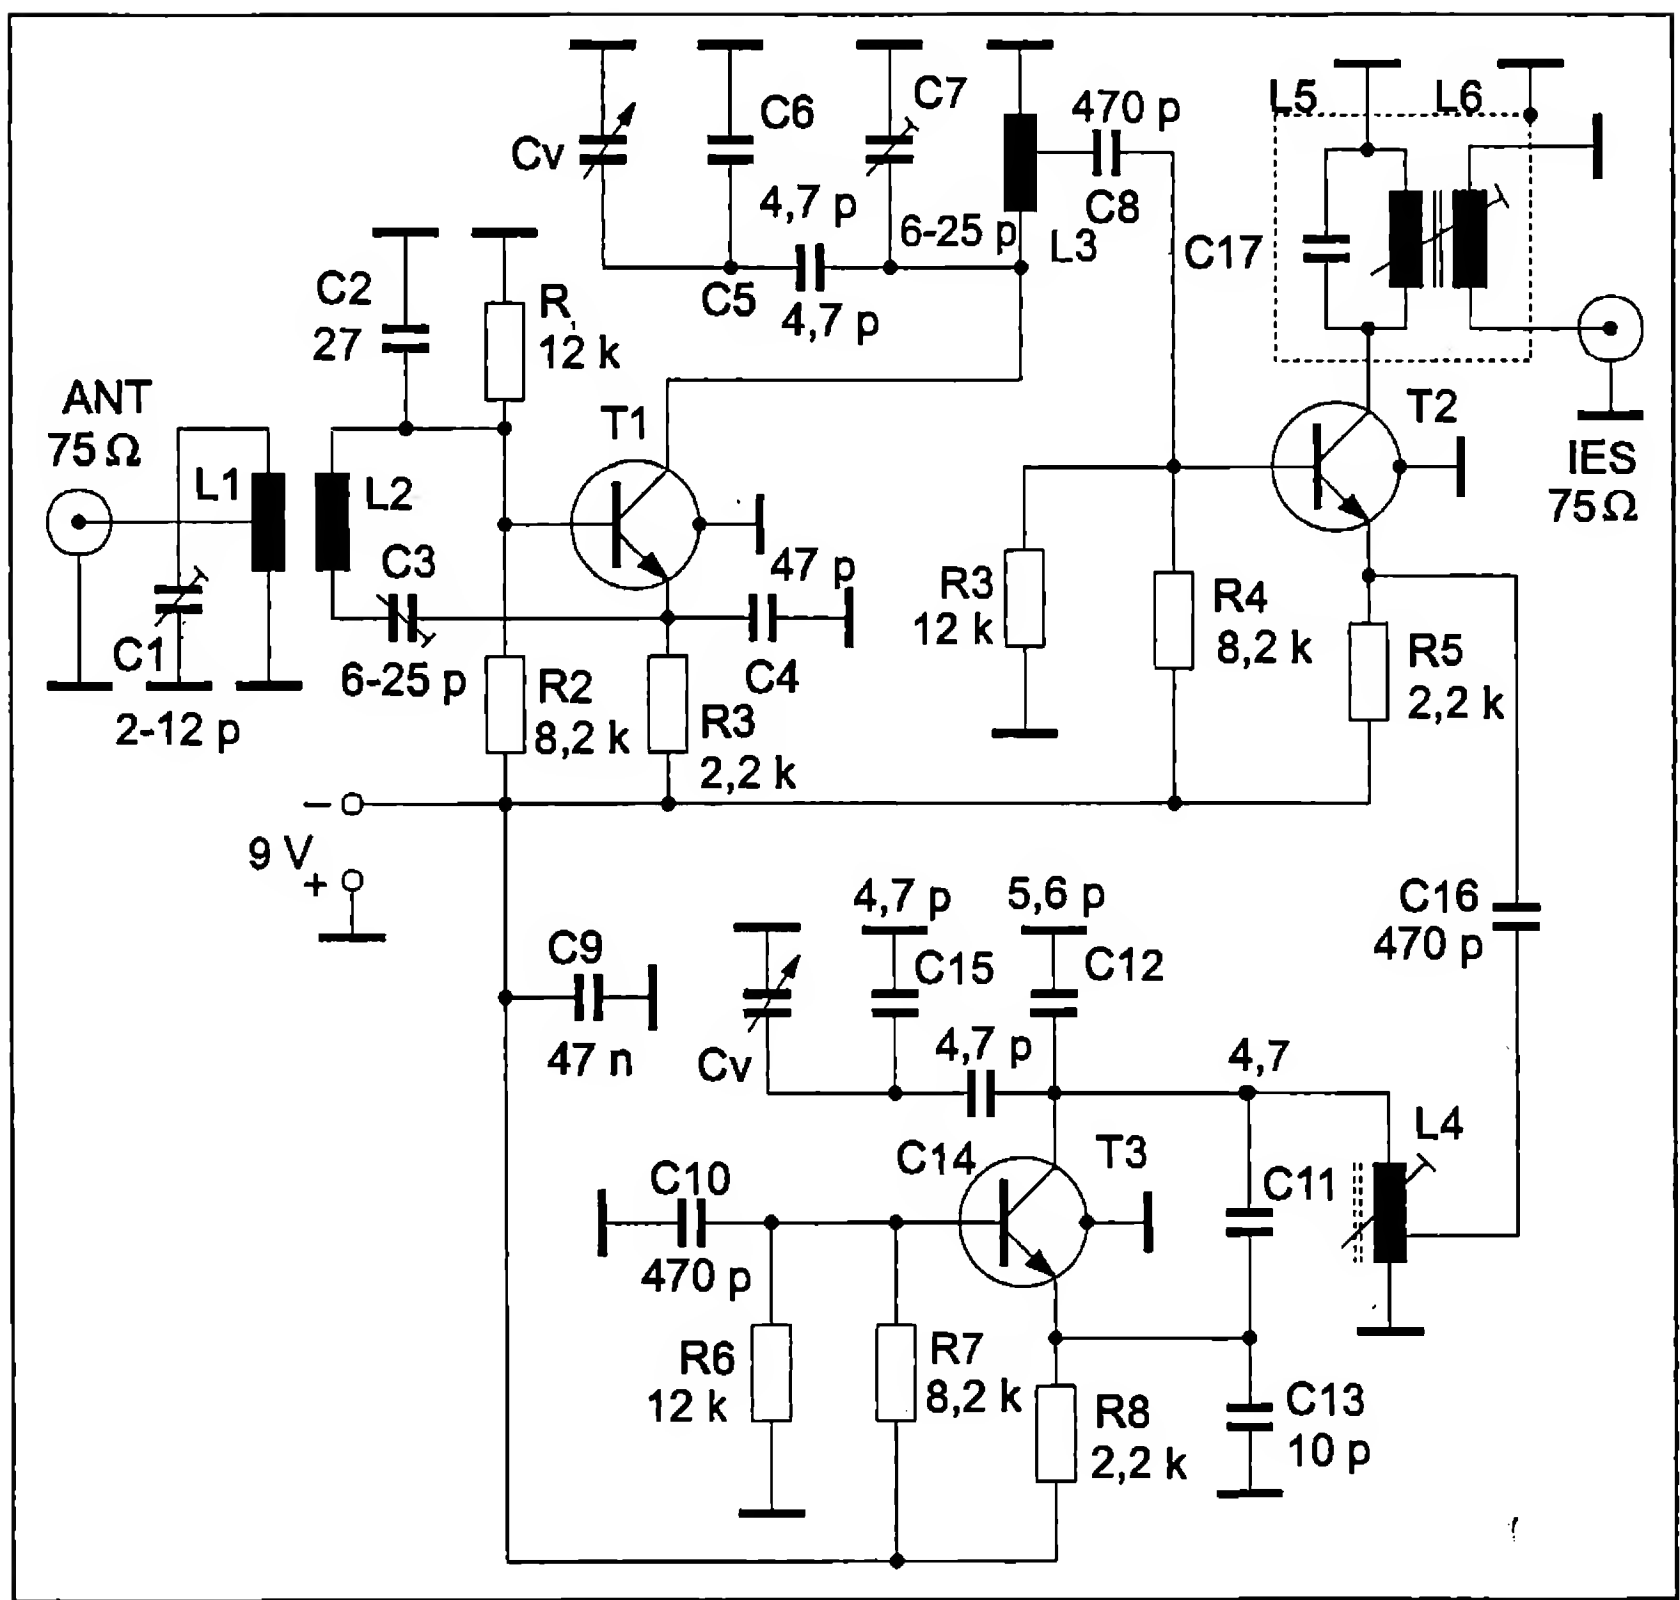 C6
C7
470 p
L5
L6
Cv
4,7 p
C8
C2
27
R
12 k
C5
4,7 p
6-25 p
L3
C17
ANT
75 Ω
T1
T2
L1
L2
IES
75 Ω
C3
47 p
R3
12 k
R4
8,2 k
C1
2-12 p
6-25 p
R2
8,2 k
C4
R3
2,2 k
R5
2,2 k
−
9 V
+
4,7 p
5,6 p
C16
470 p
C9
47 n
C15
C12
Cv
4,7 p
4,7
L4
C14
T3
C10
470 p
C11
R6
12 k
R7
8,2 k
R8
2,2 k
C13
10 p